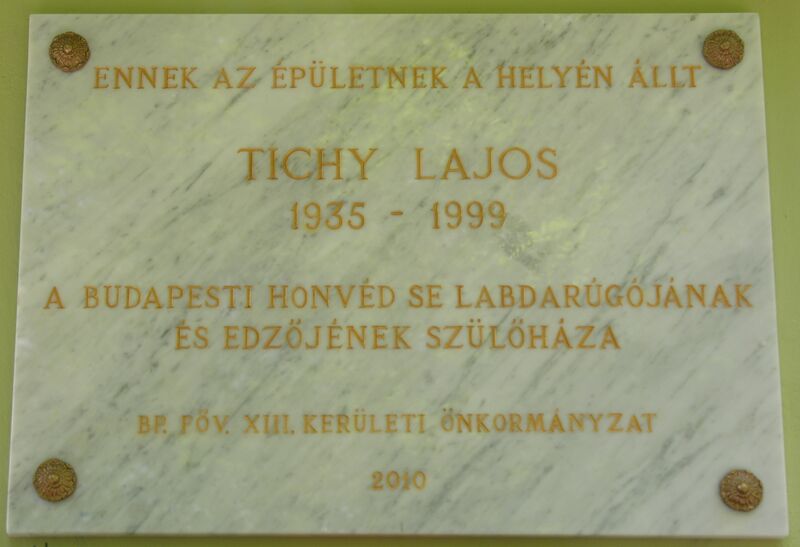 ENNEK AZ ÉPÜLETNEK A HELYÉN ÁLLT
TICHY LAJOS
1935 - 1999
A BUDAPESTI HONVÉD SE LABDARÚGÓJÁNAK
ÉS EDZŐJÉNEK SZÜLŐHÁZA
BP. FŐV. XIII. KERÜLETI ÖNKORMÁNYZAT
2010